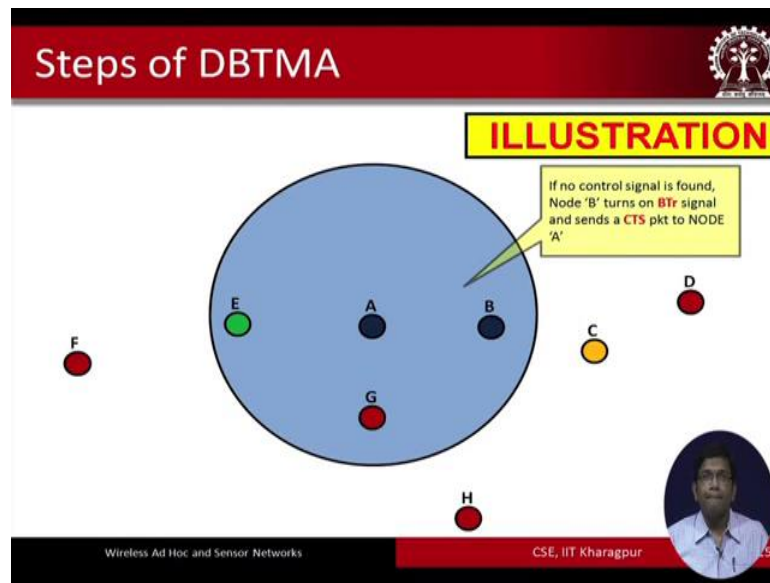 Steps of DBTMA
ILLUSTRATION
If no control signal is found,
Node 'B' turns on BTr signal
and sends a CTS pkt to NODE
'A'
D
E
A
B
F
C
G
H
Wireless Ad Hoc and Sensor Networks
CSE, IIT Kharagpur